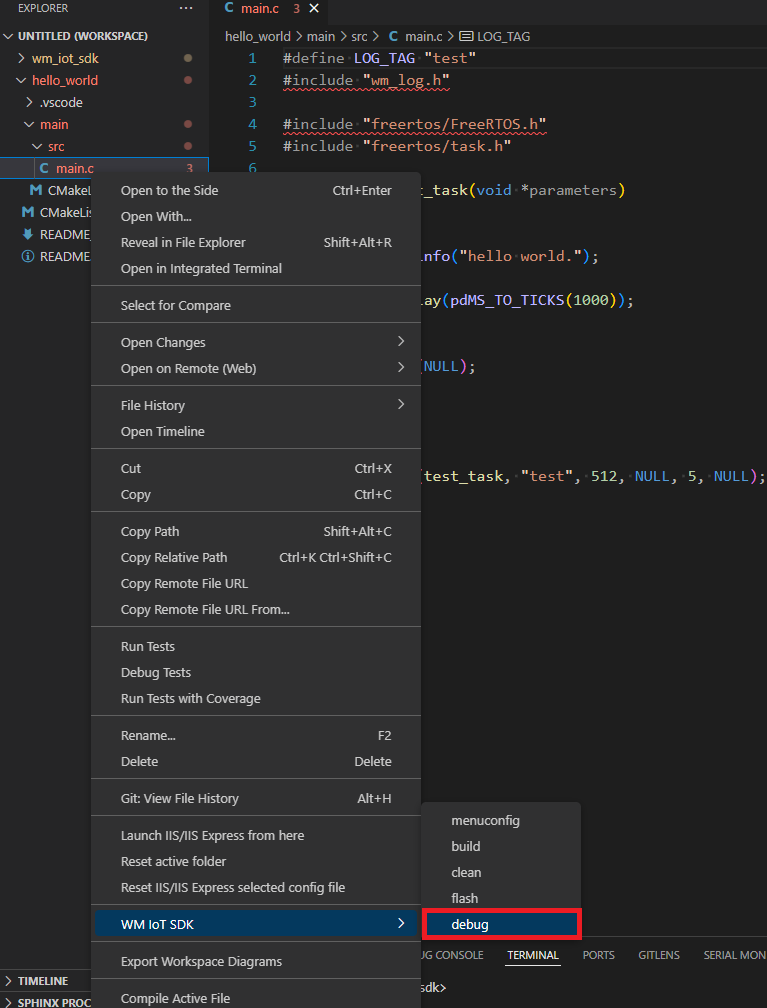 EXPLORER ...
C main.c 3 ×
UNTITLED (WORKSPACE)
wm_iot_sdk
hello_world
.vscode
main
src
C main.c 3
M CMakeL
M CMakeLis
README
README
hello_world > main > src > C main.c > LOG_TAG
1 #define LOG_TAG "test"
2 #include "wm_log.h"
3
4 #include "freertos/FreeRTOS.h"
5 #include "freertos/task.h"
6
t_task(void *parameters)
nfo("hello world.");
lay(pdMS_TO_TICKS(1000));
(NULL);
(test_task, "test", 512, NULL, 5, NULL);
Open to the Side Ctrl+Enter
Open With...
Reveal in File Explorer Shift+Alt+R
Open in Integrated Terminal
Select for Compare
Open Changes >
Open on Remote (Web) >
File History >
Open Timeline
Cut Ctrl+X
Copy Ctrl+C
Copy Path Shift+Alt+C
Copy Relative Path Ctrl+K Ctrl+Shift+C
Copy Remote File URL
Copy Remote File URL From...
Run Tests
Debug Tests
Run Tests with Coverage
Rename... F2
Delete Delete
Git: View File History Alt+H
Launch IIS/IIS Express from here
Reset active folder
Reset IIS/IIS Express selected config file
WM IoT SDK >
Export Workspace Diagrams
Compile Active File
menuconfig
build
clean
flash
debug
UG CONSOLE TERMINAL PORTS GITLENS SERIAL MON
sdk>
TIMELINE
SPHINX PROC